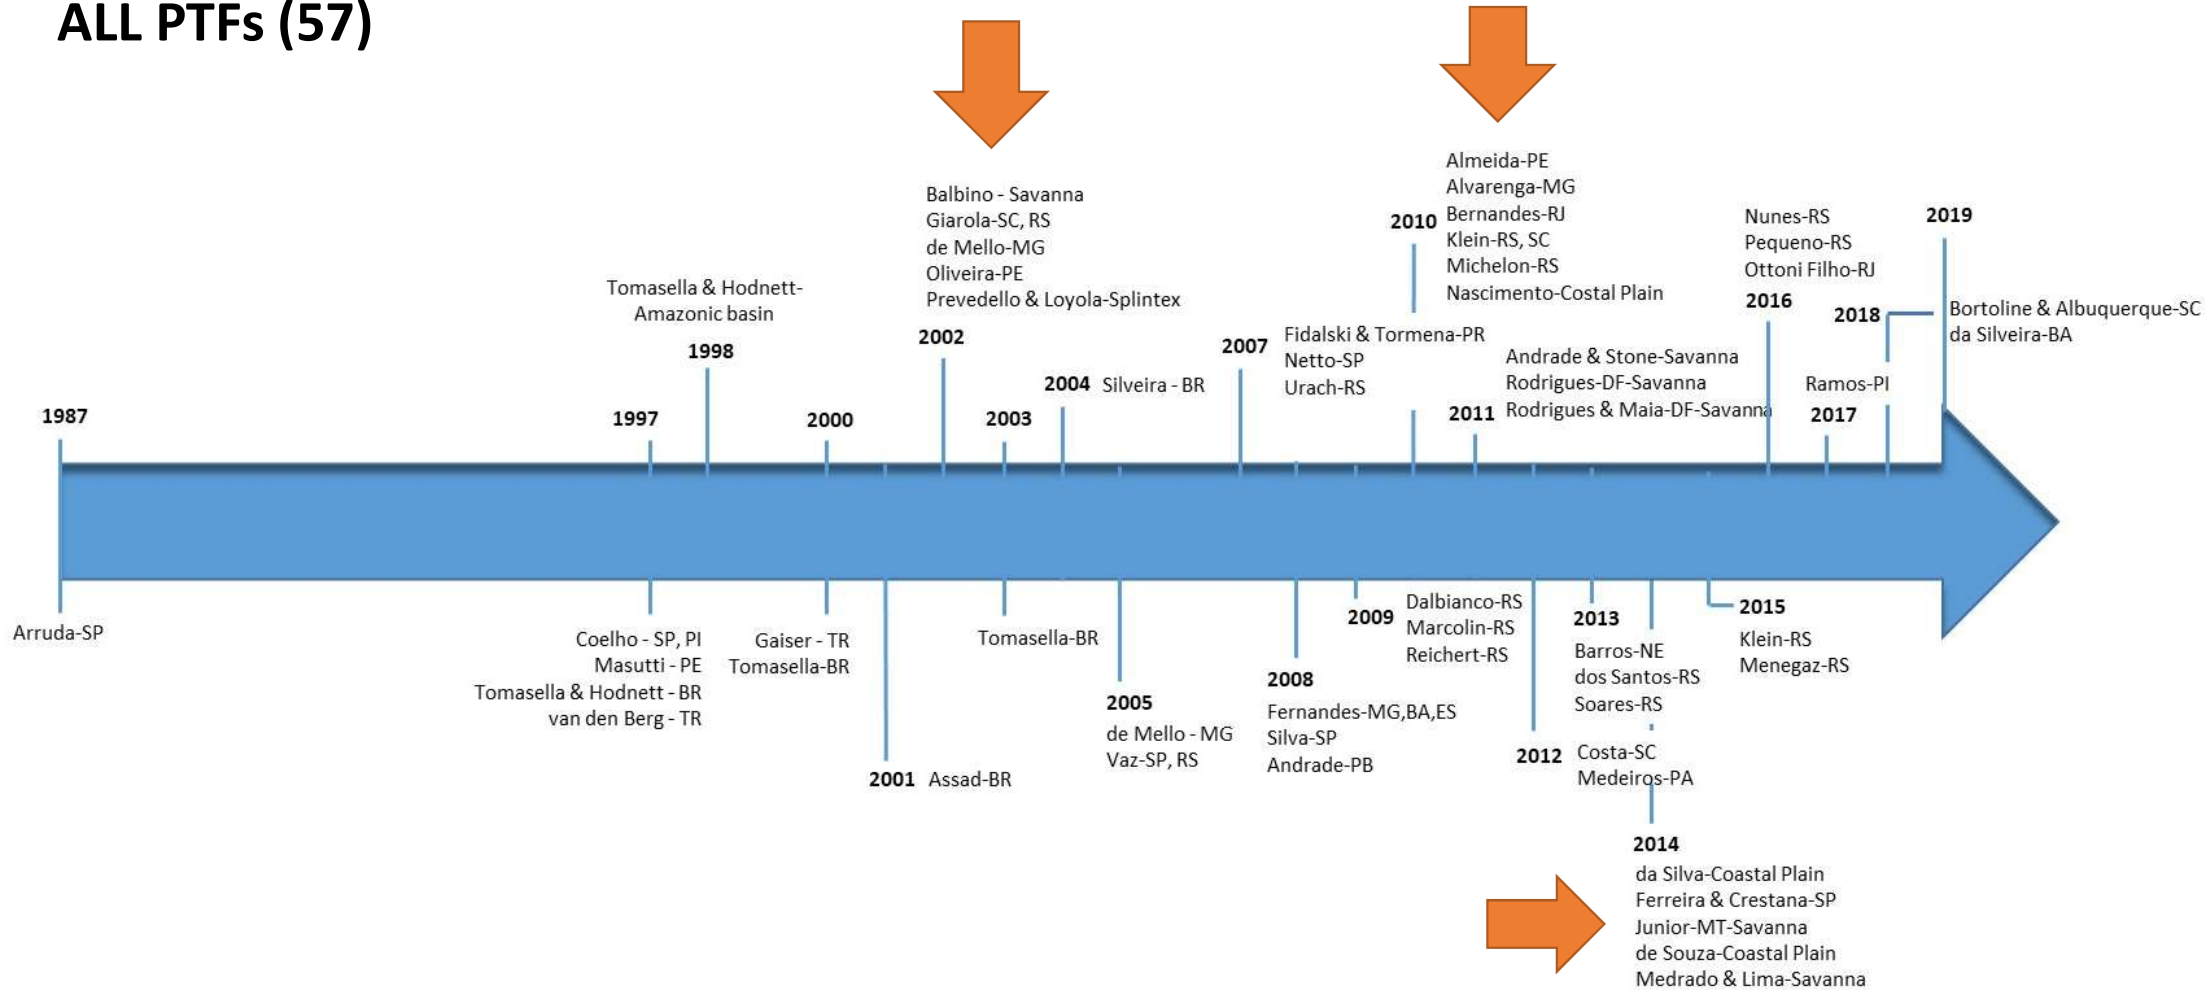 ALL PTFs (57)
1987
Arruda-SP
1997
Coelho - SP, PI
Masutti - PE
Tomasella & Hodnett - BR
van den Berg - TR
Tomasella & Hodnett-
Amazonic basin
1998
2000
Gaiser - TR
Tomasella-BR
2001 Assad-BR
Balbino - Savanna
Giarola-SC, RS
de Mello-MG
Oliveira-PE
Prevedello & Loyola-Splintex
2002
2003
Tomasella-BR
2004 Silveira - BR
2005
de Mello - MG
Vaz-SP, RS
2007
Fidalski & Tormena-PR
Netto-SP
Urach-RS
2008
Fernandes-MG,BA,ES
Silva-SP
Andrade-PB
2009
Dalbianco-RS
Marcolin-RS
Reichert-RS
2010
Almeida-PE
Alvarenga-MG
Bernandes-RJ
Klein-RS, SC
Michelon-RS
Nascimento-Costal Plain
2011
Andrade & Stone-Savanna
Rodrigues-DF-Savanna
Rodrigues & Maia-DF-Savanna
2012
Costa-SC
Medeiros-PA
2013
Barros-NE
dos Santos-RS
Soares-RS
2014
da Silva-Coastal Plain
Ferreira & Crestana-SP
Junior-MT-Savanna
de Souza-Coastal Plain
Medrado & Lima-Savanna
2015
Klein-RS
Menegaz-RS
Nunes-RS
Pequeno-RS
Ottoni Filho-RJ
2016
Ramos-PI
2017
2018
2019
Bortoline & Albuquerque-SC
da Silveira-BA